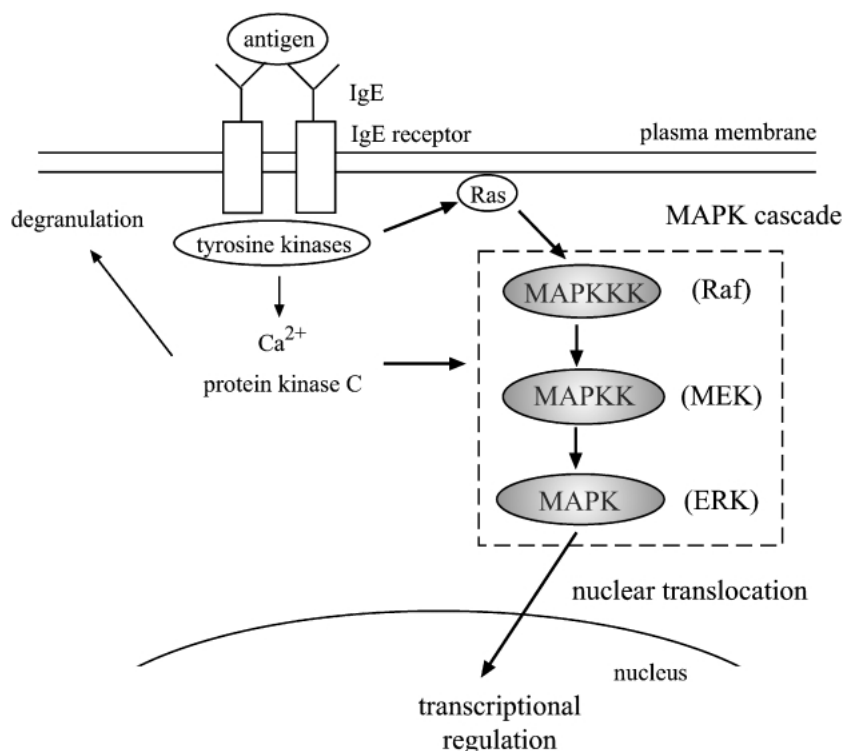 antigen
IgE
IgE receptor
plasma membrane
Ras
degranulation
MAPK cascade
tyrosine kinases
MAPKKK
(Raf)
Ca2+
protein kinase C
MAPKK
(MEK)
MAPK
(ERK)
nuclear translocation
nucleus
transcriptional
regulation